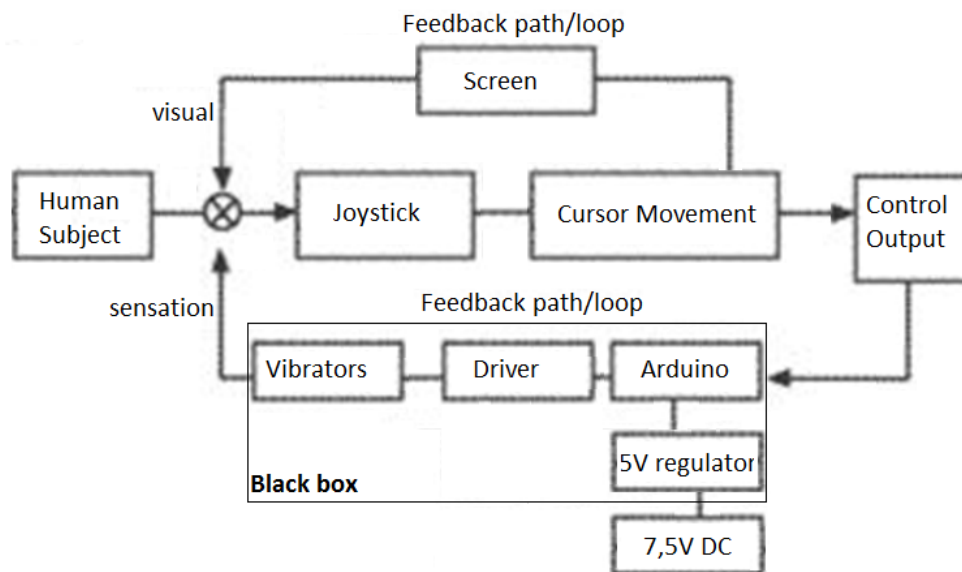 Feedback path/loop
Screen
visual
Human
Subject
Joystick
Cursor Movement
Control
Output
sensation
Feedback path/loop
Vibrators
Driver
Arduino
5V regulator
Black box
7,5V DC